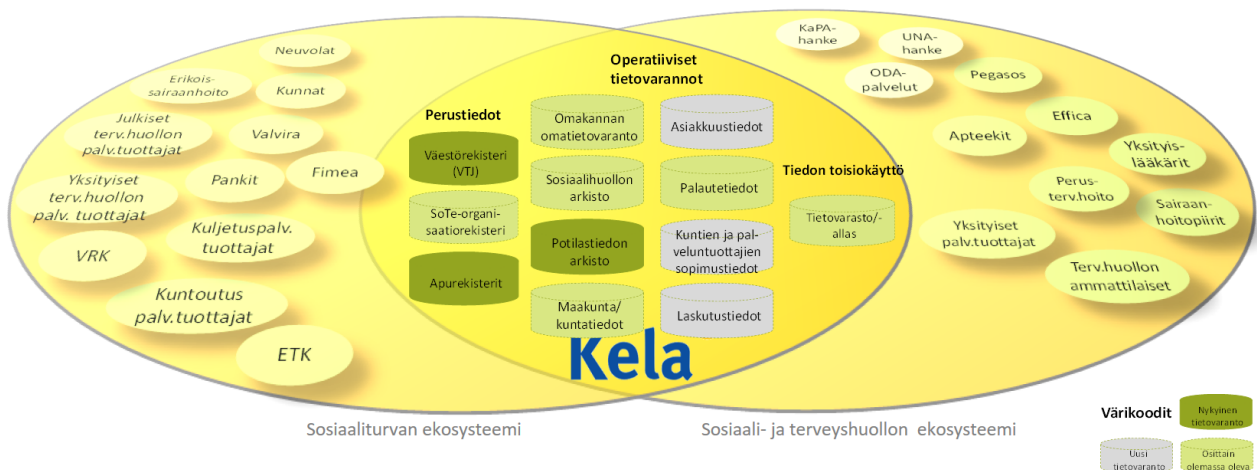 Neuvolat
Erikois-
sairaanhoito
Kunnat
Julkiset
terv.huollon
palv.tuottajat
Valvira
Yksityiset
terv.huollon
palv. tuottajat
Pankit
Fimea
VRK
Kuljetuspalv.
tuottajat
Kuntoutus
palv.tuottajat
ETK
Perustiedot
Väestörekisteri
(VTJ)
SoTe-organi-
saatiorekisteri
Apurekisterit
Operatiiviset
tietovarannot
Omakannan
omatietovaranto
Asiakkuustiedot
Sosiaalihuollon
arkisto
Palautetiedot
Potilastiedon
arkisto
Kuntien ja pal-
veluntuottajien
sopimustiedot
Maakunta/
kuntatiedot
Laskutustiedot
Kela
Tiedon toisiokäyttö
Tietovarasto/-
allas
KaPA-
hanke
UNA-
hanke
ODA-
palvelut
Pegasos
Effica
Apteekit
Yksityis-
lääkärit
Perus-
terv.hoito
Sairaan-
hoitopiirit
Yksityiset
palv.tuottajat
Terv.huollon
ammattilaiset
Sosiaaliturvan ekosysteemi
Sosiaali- ja terveyshuollon ekosysteemi
Värikoodit
Nykyinen
tietovaranto
Uusi
tietovaranto
Osittain
olemassa oleva